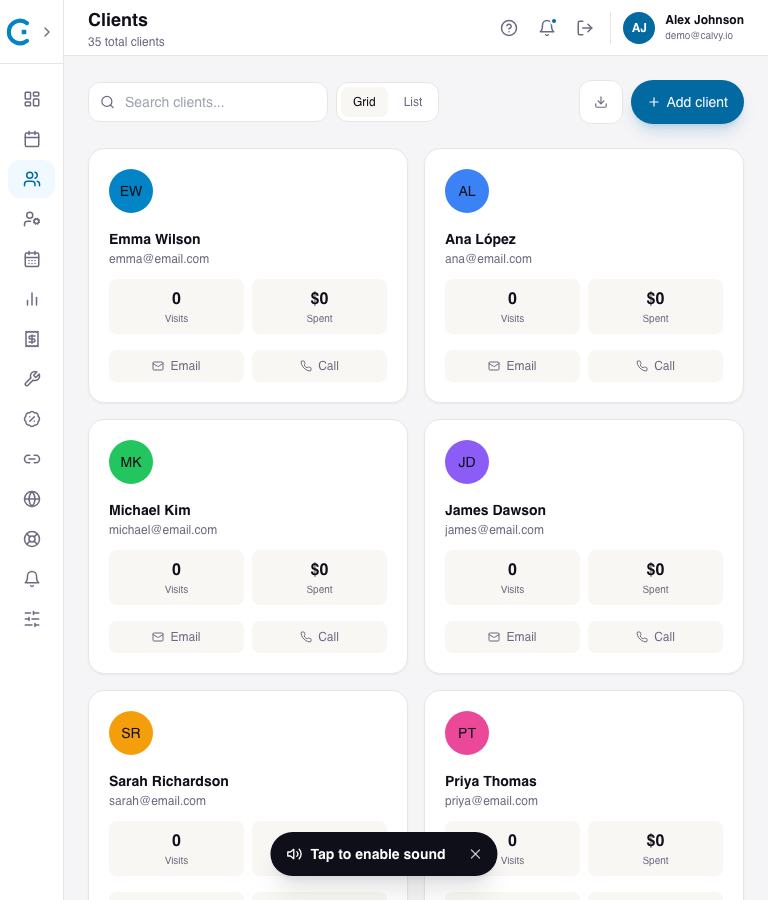 Clients
35 total clients
AJ
Alex Johnson
demo@calvy.io
Search clients...
Grid
List
Add client
EW
Emma Wilson
emma@email.com
0
Visits
$0
Spent
Email
Call
AL
Ana López
ana@email.com
0
Visits
$0
Spent
Email
Call
MK
Michael Kim
michael@email.com
0
Visits
$0
Spent
Email
Call
JD
James Dawson
james@email.com
0
Visits
$0
Spent
Email
Call
SR
Sarah Richardson
sarah@email.com
0
Visits
PT
Priya Thomas
priya@email.com
0
Visits
$0
Spent
Tap to enable sound